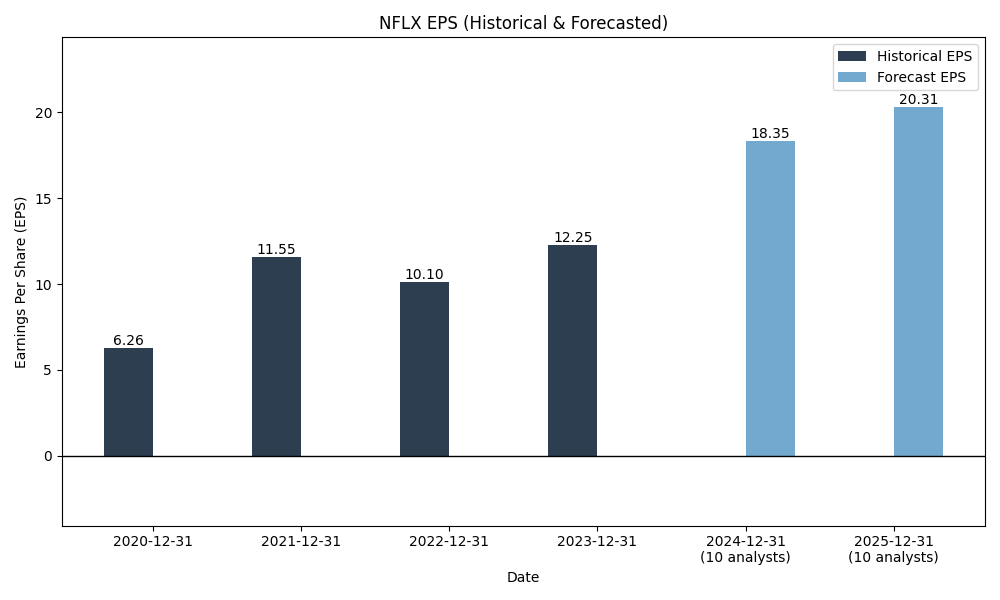 NFLX EPS (Historical & Forecasted)
Historical EPS
Forecast EPS
Earnings Per Share (EPS)
20
15
10
5
0
6.26
11.55
10.10
12.25
18.35
20.31
2020-12-31
2021-12-31
2022-12-31
2023-12-31
2024-12-31
(10 analysts)
2025-12-31
(10 analysts)
Date